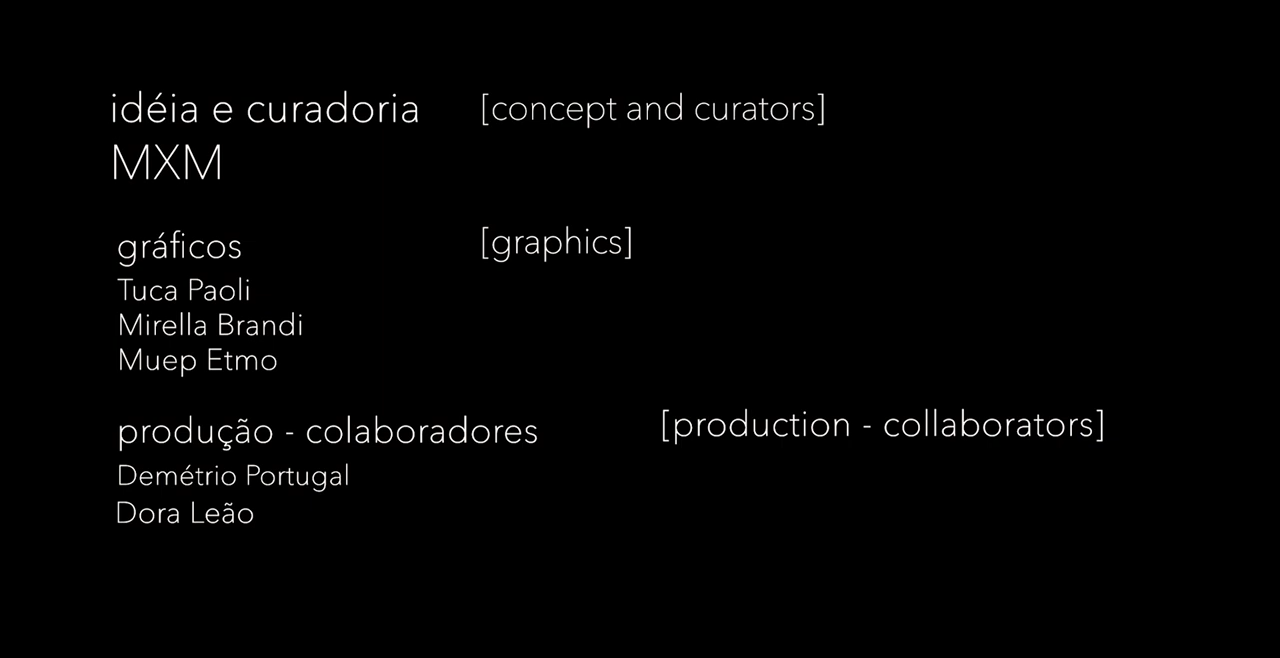 idéia e curadoria [concept and curators]
MXM
gráficos [graphics]
Tuca Paoli
Mirella Brandi
Muep Etmo
produção - colaboradores [production - collaborators]
Demétrio Portugal
Dora Leão